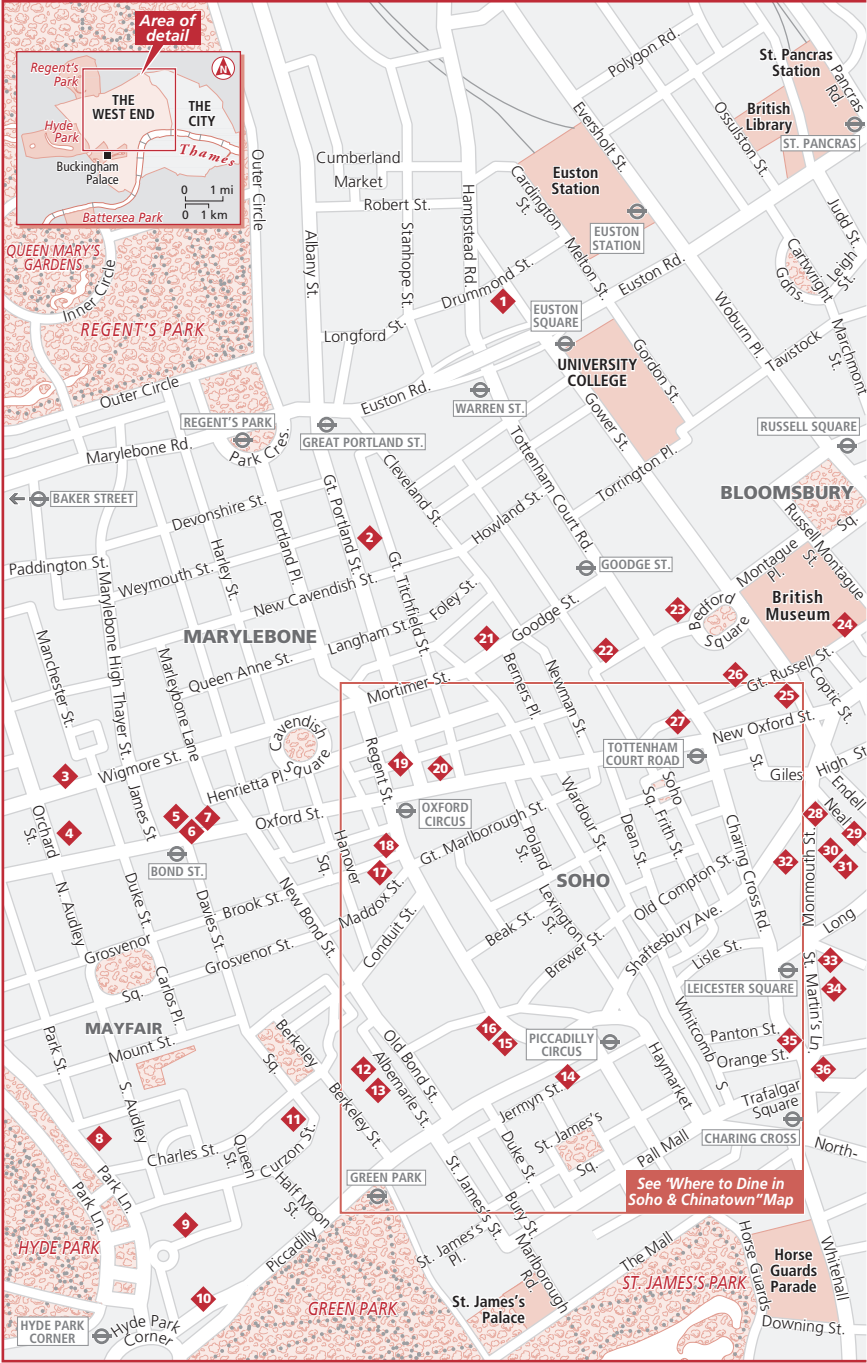 Area of
detail
Regent's
Park
N
THE
WEST END
THE
CITY
Hyde
Park
Thames
Buckingham
Palace
0 1 mi
0 1 km
Battersea Park
Polygon Rd.
St. Pancras
Station
Pancras
Rd.
Eversholt St.
Ossulston St.
British
Library
ST. PANCRAS
Outer Circle
Cumberland
Market
Robert St.
Hampstead Rd.
Cardington
St.
Euston
Station
EUSTON
STATION
Judd St.
Albany St.
Stanhope St.
Melton St.
Cartwright
Gdns.
Leigh
St.
QUEEN MARY'S
GARDENS
Inner Circle
REGENT'S PARK
Drummond St.
1
Euston Rd.
Longford St.
EUSTON
SQUARE
UNIVERSITY
COLLEGE
Gordon St.
Woburn Pl.
Tavistock
Marchmont
St.
Outer Circle
Euston Rd.
WARREN ST.
Gower St.
REGENT'S PARK
GREAT PORTLAND ST.
RUSSELL SQUARE
Marylebone Rd.
Park Cres.
Tottenham Court Rd.
Torrington Pl.
BAKER STREET
Cleveland St.
BLOOMSBURY
Devonshire St.
Gt. Portland St.
Howland St.
Russell
Sq.
2
Harley St.
Portland Pl.
Gt. Titchfield St.
GOODGE ST.
Montague
Pl.
Montague
St.
Paddington St.
Weymouth St.
New Cavendish St.
Foley St.
Goodge St.
23
Bedford
Square
British
Museum
24
Marylebone High St.
MARYLEBONE
Langham St.
21
22
Manchester St.
Thayer St.
Marleybone Lane
Queen Anne St.
Mortimer St.
Berners Pl.
Newman St.
26
Gt. Russell St.
25
Coptic St.
27
New Oxford St.
Cavendish
Square
TOTTENHAM
COURT ROAD
3
Wigmore St.
Regent St.
19
20
St.
Giles
High St.
Henrietta Pl.
Soho
Sq.
Endell
Orchard
St.
4
James St.
5
6
7
Oxford St.
OXFORD
CIRCUS
Wardour St.
Neal
28
29
Gt. Marlborough St.
Dean St.
Frith St.
Charing Cross Rd.
Monmouth St.
30
31
BOND ST.
Hanover
Sq.
18
17
Poland
St.
32
SOHO
Old Compton St.
N. Audley
Duke St.
Davies St.
Brook St.
New Bond St.
Maddox St.
Lexington
St.
Conduit St.
Beak St.
Shaftesbury Ave.
Long
Grosvenor
Sq.
Grosvenor St.
Brewer St.
Lisle St.
St. Martin's Ln.
33
34
LEICESTER SQUARE
Carlos Pl.
MAYFAIR
Mount St.
Park St.
Berkeley
Sq.
16
15
PICCADILLY
CIRCUS
Whitcomb
S
Panton St.
35
Orange St.
36
Old Bond St.
12
13
Albemarle St.
14
Haymarket
S. Audley
Berkeley St.
Jermyn St.
Trafalgar
Square
8
11
Charles St.
Queen
St.
Curzon St.
Duke St.
St. James's
Sq.
Pall Mall
CHARING CROSS
North-
Park Ln.
Park Ln.
Half Moon
St.
GREEN PARK
St. James's St.
Bury St.
See "Where to Dine in
Soho & Chinatown" Map
9
HYDE PARK
Piccadilly
St. James's
Pl.
Marlborough
Rd.
The Mall
Horse Guards
Horse
Guards
Parade
Whitehall
10
GREEN PARK
ST. JAMES'S PARK
St. James's
Palace
HYDE PARK
CORNER
Hyde Park
Corner
Downing St.